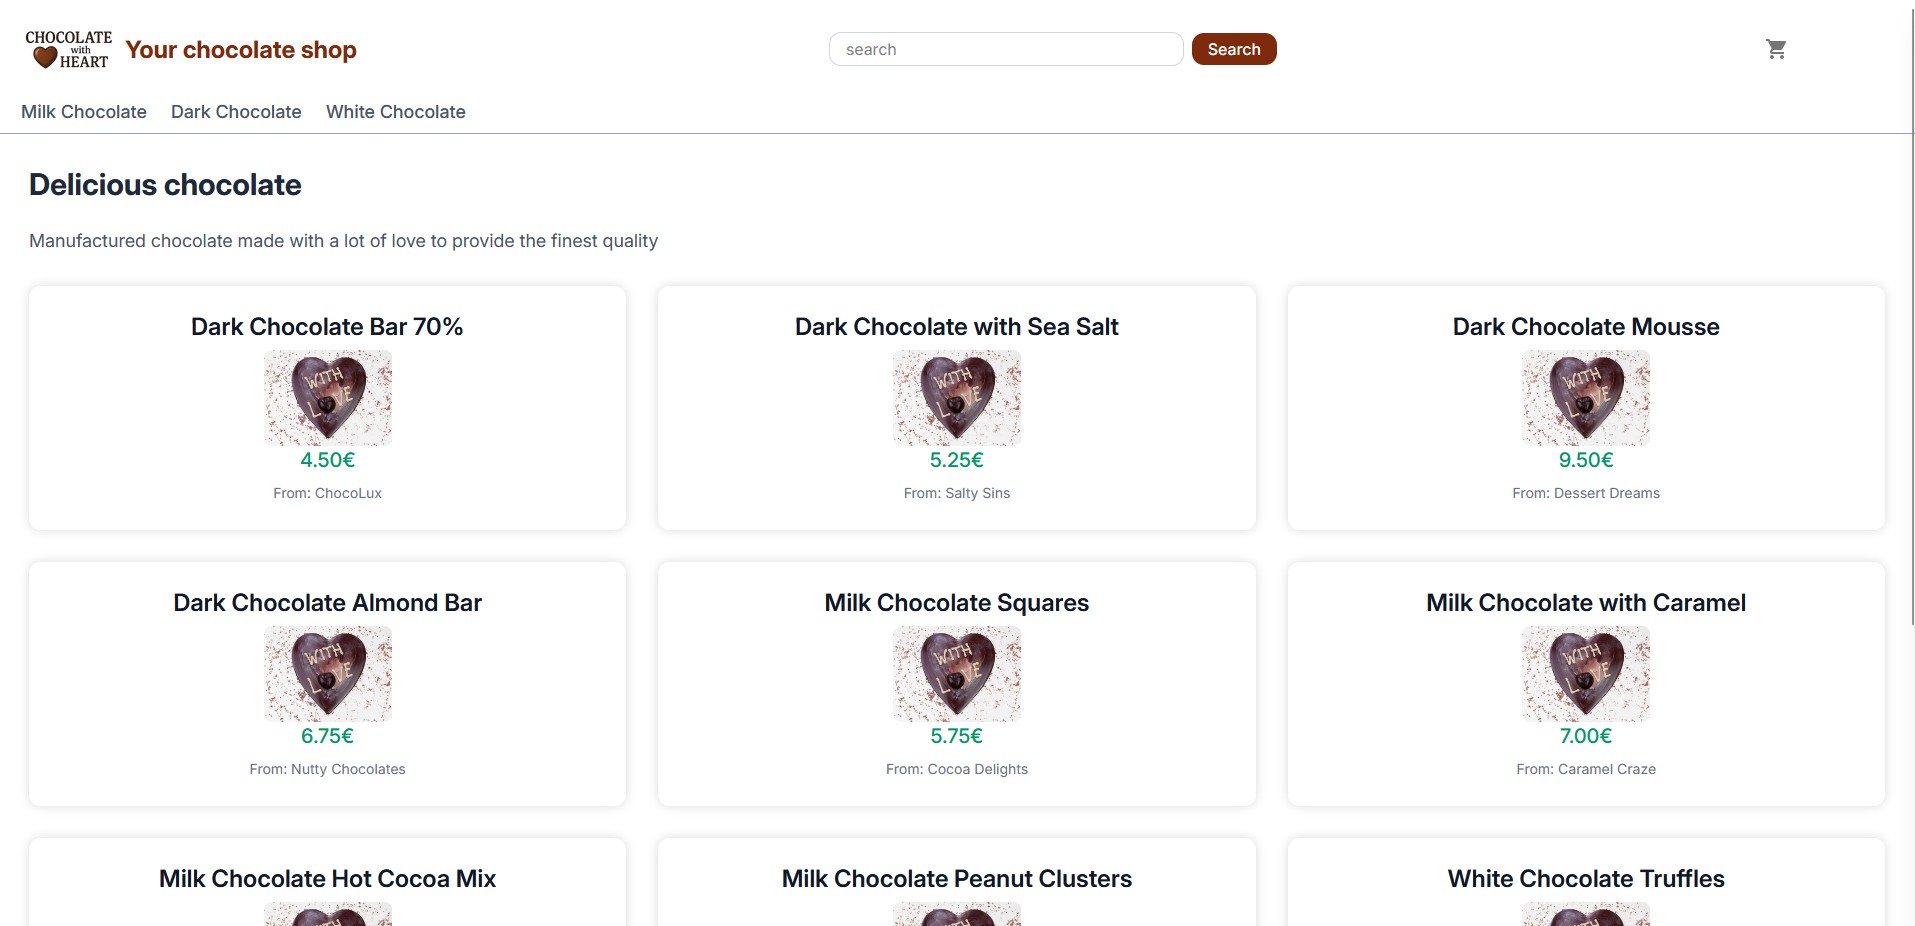 CHOCOLATE
with
HEART
Your chocolate shop
search
Search
Milk Chocolate Dark Chocolate White Chocolate
Delicious chocolate
Manufactured chocolate made with a lot of love to provide the finest quality
Dark Chocolate Bar 70%
WITH
LOVE
4.50€
From: ChocoLux
Dark Chocolate with Sea Salt
WITH
LOVE
5.25€
From: Salty Sins
Dark Chocolate Mousse
WITH
LOVE
9.50€
From: Dessert Dreams
Dark Chocolate Almond Bar
WITH
LOVE
6.75€
From: Nutty Chocolates
Milk Chocolate Squares
WITH
LOVE
5.75€
From: Cocoa Delights
Milk Chocolate with Caramel
WITH
LOVE
7.00€
From: Caramel Craze
Milk Chocolate Hot Cocoa Mix
Milk Chocolate Peanut Clusters
White Chocolate Truffles